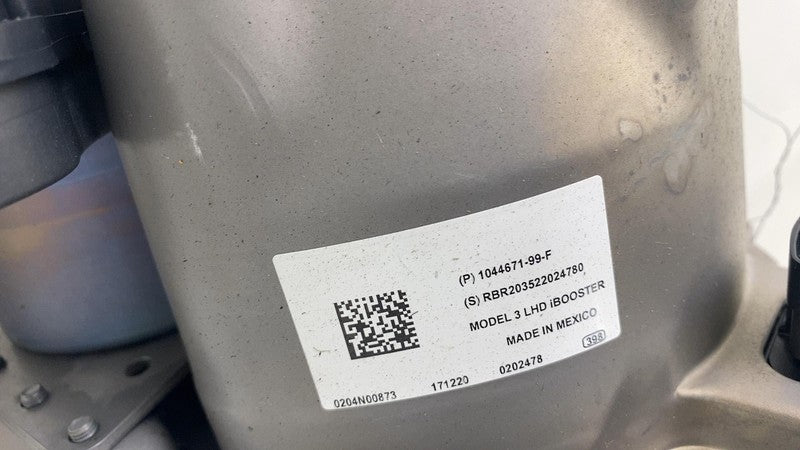 (P) 1044671-99-F
(S) RBR203522024780
MODEL 3 LHD iBOOSTER
MADE IN MEXICO
398
0204N00873 171220 0202478